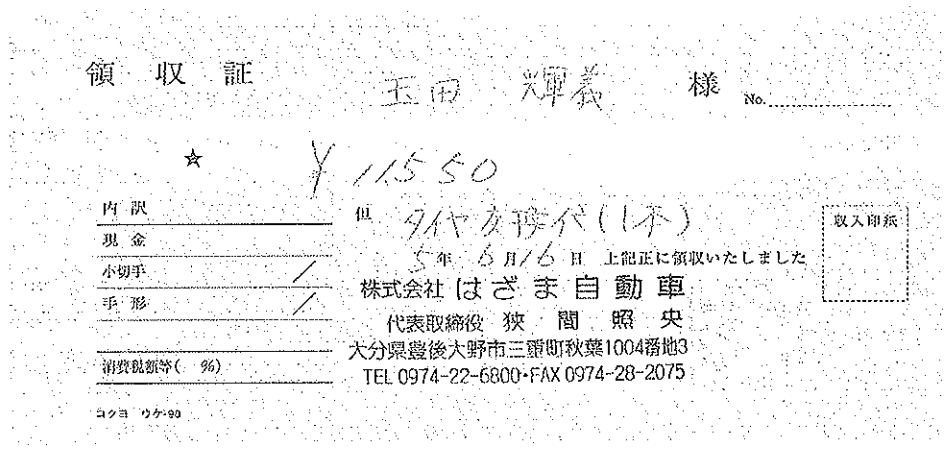 領収証 玉田 輝義 様 No.
☆ ¥11550
内訳
現金
小切手 /
手形 /
消費税額等( %)
但 タイヤ交換代(1本)
5年6月16日 上記正に領収いたしました
収入印紙
株式会社 はざま自動車
代表取締役 狭間照央
大分県豊後大野市三重町秋葉1004番地3
TEL 0974-22-6800・FAX 0974-28-2075
コクヨ ウケ-90